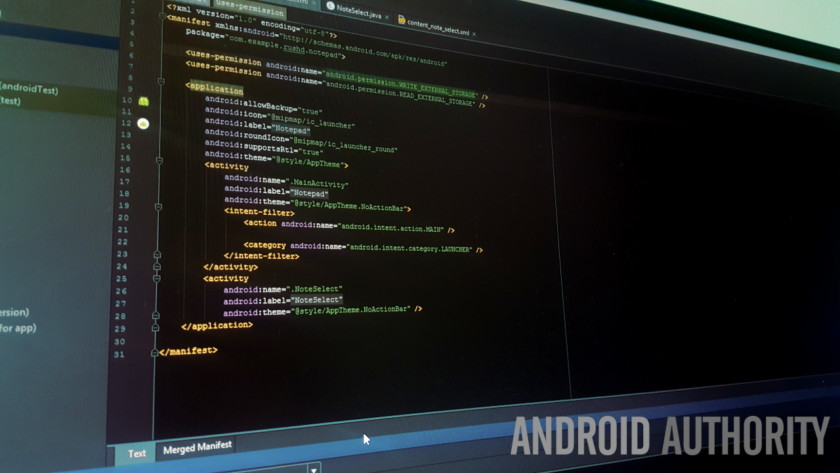 uses-permission
NoteSelect.java ×
content_note_select.xml ×
(androidTest)
(test)
ersion)
for app)
1
2
3
4
5
6
7
8
9
10
11
12
13
14
15
16
17
18
19
20
21
22
23
24
25
26
27
28
29
30
31
<?xml version="1.0" encoding="utf-8"?>
<manifest xmlns:android="http://schemas.android.com/apk/res/android"
package="com.example.rushd.notepad">
<uses-permission android:name="android.permission.WRITE_EXTERNAL_STORAGE" />
<uses-permission android:name="android.permission.READ_EXTERNAL_STORAGE" />
<application
android:allowBackup="true"
android:icon="@mipmap/ic_launcher"
android:label="Notepad"
android:roundIcon="@mipmap/ic_launcher_round"
android:supportsRtl="true"
android:theme="@style/AppTheme">
<activity
android:name=".MainActivity"
android:label="Notepad"
android:theme="@style/AppTheme.NoActionBar">
<intent-filter>
<action android:name="android.intent.action.MAIN" />
<category android:name="android.intent.category.LAUNCHER" />
</intent-filter>
</activity>
<activity
android:name=".NoteSelect"
android:label="NoteSelect"
android:theme="@style/AppTheme.NoActionBar" />
</application>
</manifest>
Text
Merged Manifest
ANDROID AUTHORITY